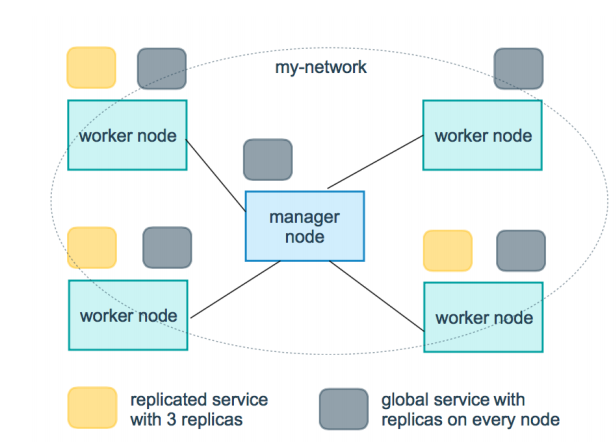 my-network
worker node
worker node
manager
node
worker node
worker node
replicated service
with 3 replicas
global service with
replicas on every node